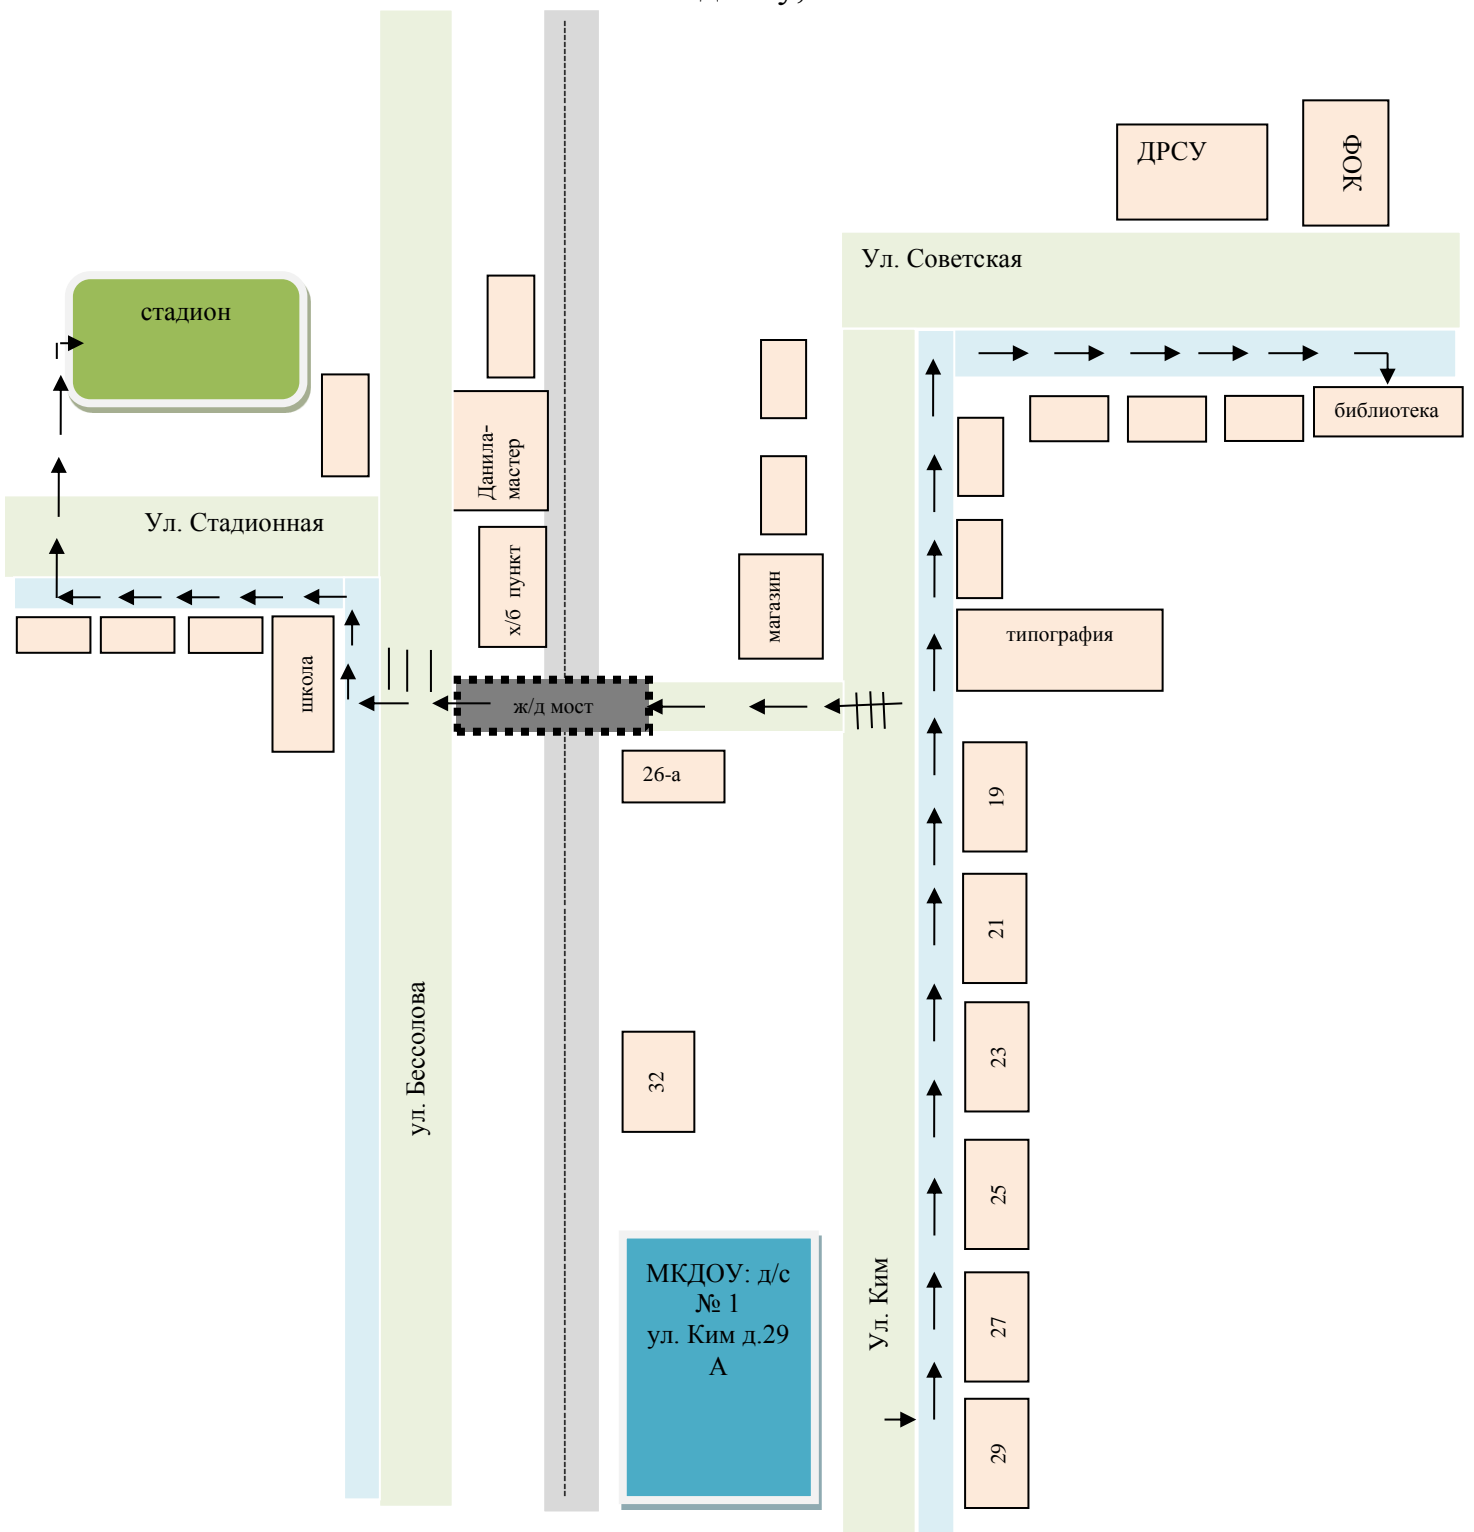 ДРСУ
ФОК
Ул. Советская
стадион
библиотека
Данила-
мастер
Ул. Стадионная
х/б пункт
магазин
типография
школа
ж/д мост
26-а
19
21
23
ул. Бессолова
32
25
МКДОУ: д/с
№ 1
ул. Ким д.29
А
Ул. Ким
27
29